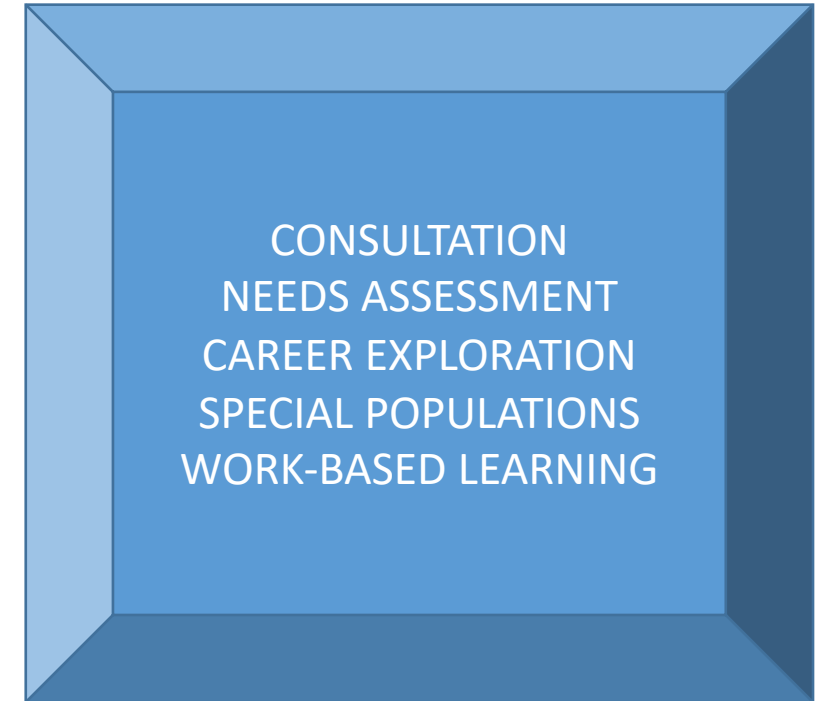 CONSULTATION
NEEDS ASSESSMENT
CAREER EXPLORATION
SPECIAL POPULATIONS
WORK-BASED LEARNING